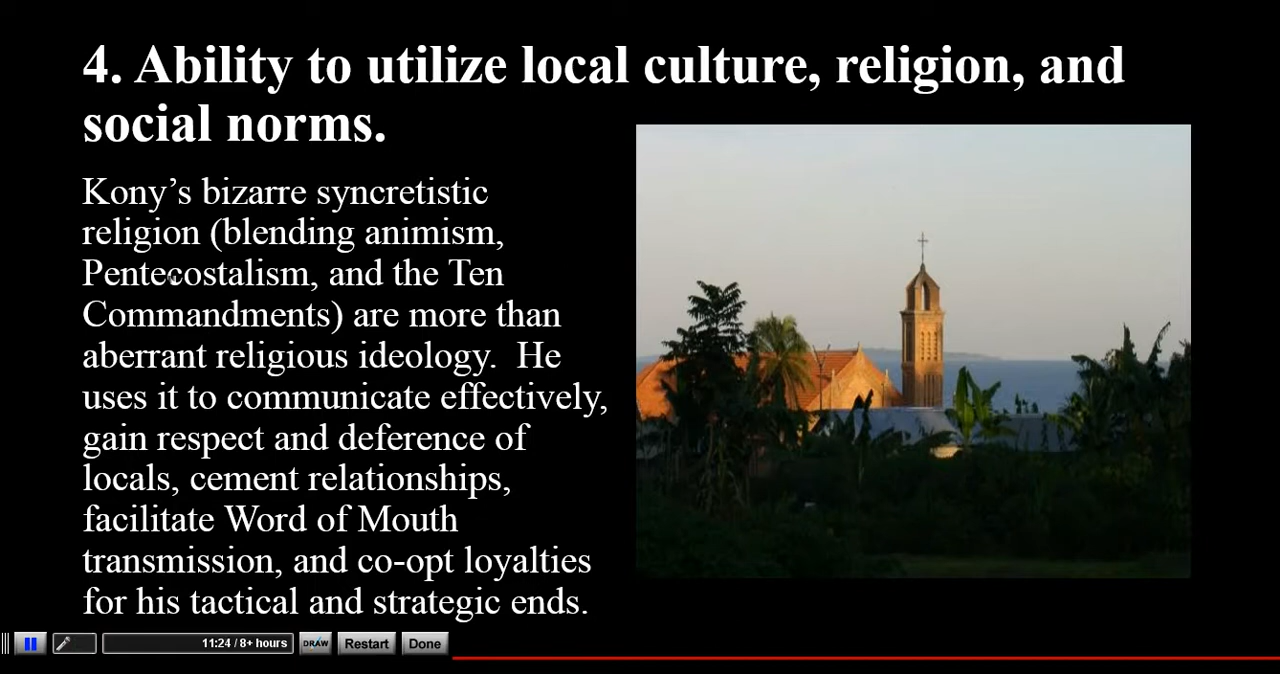 4. Ability to utilize local culture, religion, and
social norms.
Kony’s bizarre syncretistic
religion (blending animism,
Pentecostalism, and the Ten
Commandments) are more than
aberrant religious ideology.  He
uses it to communicate effectively,
gain respect and deference of
locals, cement relationships,
facilitate Word of Mouth
transmission, and co-opt loyalties
for his tactical and strategic ends.
11:24 / 8+ hours
DRAW
Restart
Done